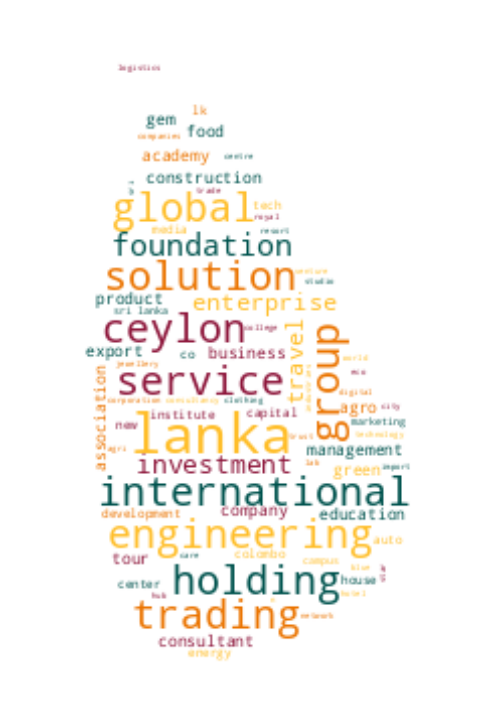 logistics
lk
gem
food
companies
academy
centre
construction
trade
global
tech
royal
media
resort
foundation
solution
venture
studio
product
enterprise
sri lanka
ceylon
college
export
co
business
travel
group
world
jewellery
service
eco
association
digital
corporation
consultancy
clothing
industries
agro
city
institute
capital
new
lanka
marketing
trust
technology
agri
management
investment
lab
green
import
international
development
company
education
engineering
auto
tour
care
colombo
campus
blue
center
holding
house
hub
hotel
trading
network
consultant
energy